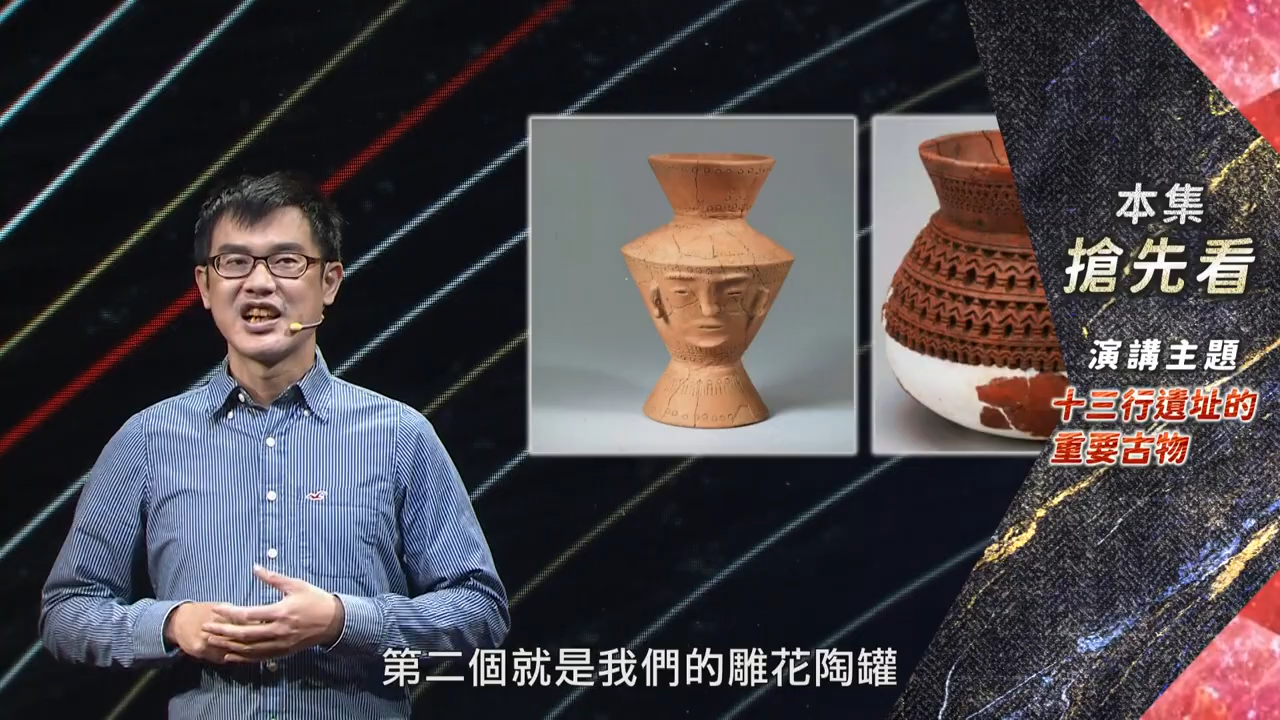 本集
搶先看
演講主題
十三行遺址的
重要古物
第二個就是我們的雕花陶罐